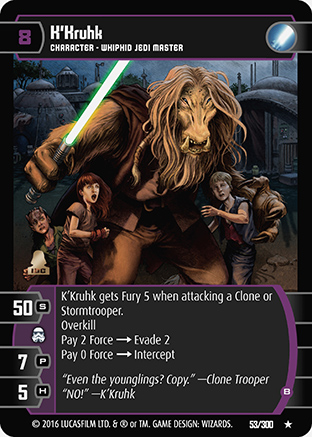 8
K'Kruhk
CHARACTER - WHIPHID JEDI MASTER
50 S
7 P
5 H
K'Kruhk gets Fury 5 when attacking a Clone or
Stormtrooper.
Overkill
Pay 2 Force → Evade 2
Pay 0 Force → Intercept
"Even the younglings? Copy." —Clone Trooper
"NO!" —K'Kruhk
B
© 2016 LUCASFILM LTD. & ® or TM. GAME DESIGN: WIZARDS.
53/300 ★